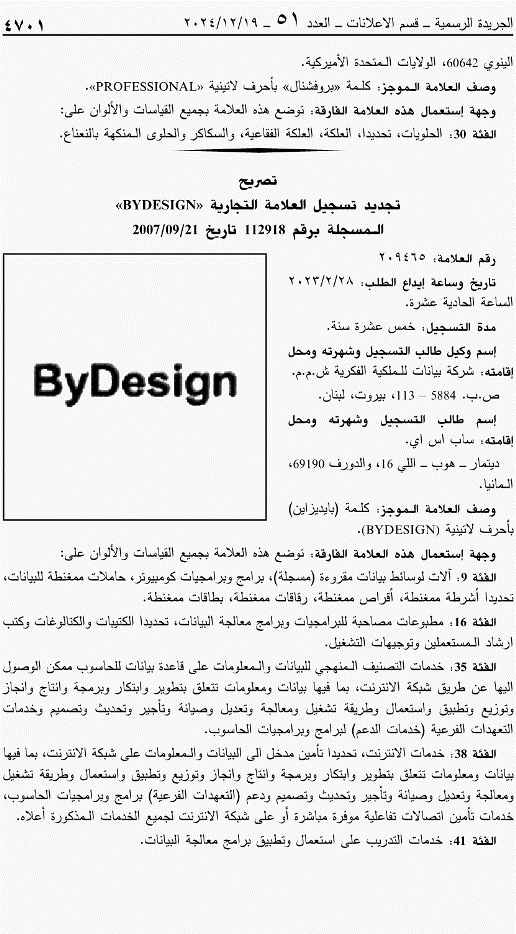 الجريدة الرسمية ــ قسم الاعلانات ــ العدد ٥١ ــ ٢٠٢٤/١٢/١٩
٤٧٠١
الينوي 60642، الولايات المتحدة الأميركية.
وصف العلامة الموجز: كلمة «بروفشنال» بأحرف لاتينية «PROFESSIONAL».
وجهة إستعمال هذه العلامة الفارقة: توضع هذه العلامة بجميع القياسات والألوان على:
الفئة 30: الحلويات، تحديدا، العلكة، العلكة الفقاعية، والسكاكر والحلوى المنكهة بالنعناع.
تصريح
تجديد تسجيل العلامة التجارية «BYDESIGN»
المسجلة برقم 112918 تاريخ 2007/09/21
رقم العلامة: ٢٠٩٤٦٥
تاريخ وساعة إيداع الطلب: ٢٠٢٣/٢/٢٨
الساعة الحادية عشرة.
مدة التسجيل: خمس عشرة سنة.
إسم وكيل طالب التسجيل وشهرته ومحل
إقامته: شركة بيانات للملكية الفكرية ش.م.م.
ص.ب. 5884 – 113، بيروت، لبنان.
إسم طالب التسجيل وشهرته ومحل
إقامته: ساب اس اي.
ديتمار ــ هوب ــ اللي 16، والدورف 69190،
المانيا.
وصف العلامة الموجز: كلمة (بايديزاين)
بأحرف لاتينية (BYDESIGN).
ByDesign
وجهة إستعمال هذه العلامة الفارقة: توضع هذه العلامة بجميع القياسات والألوان على:
الفئة 9: آلات لوسائط بيانات مقروءة (مسجلة)، برامج وبرامجيات كومبيوتر، حاملات ممغنطة للبيانات،
تحديدا أشرطة ممغنطة، أقراص ممغنطة، رقاقات ممغنطة، بطاقات ممغنطة.
الفئة 16: مطبوعات مصاحبة للبرامجيات وبرامج معالجة البيانات، تحديدا الكتيبات والكتالوغات وكتب
ارشاد المستعملين وتوجيهات التشغيل.
الفئة 35: خدمات التصنيف المنهجي للبيانات والمعلومات على قاعدة بيانات للحاسوب ممكن الوصول
اليها عن طريق شبكة الانترنت، بما فيها بيانات ومعلومات تتعلق بتطوير وابتكار وبرمجة وانتاج وانجاز
وتوزيع وتطبيق واستعمال وطريقة تشغيل ومعالجة وتعديل وصيانة وتأجير وتحديث وتصميم وخدمات
التعهدات الفرعية (خدمات الدعم) لبرامج وبرامجيات الحاسوب.
الفئة 38: خدمات الانترنت، تحديدا تأمين مدخل الى البيانات والمعلومات على شبكة الانترنت، بما فيها
بيانات ومعلومات تتعلق بتطوير وابتكار وبرمجة وانتاج وانجاز وتوزيع وتطبيق واستعمال وطريقة تشغيل
ومعالجة وتعديل وصيانة وتأجير وتحديث وتصميم ودعم (التعهدات الفرعية) برامج وبرامجيات الحاسوب،
خدمات تأمين اتصالات تفاعلية موفرة مباشرة أو على شبكة الانترنت لجميع الخدمات المذكورة أعلاه.
الفئة 41: خدمات التدريب على استعمال وتطبيق برامج معالجة البيانات.